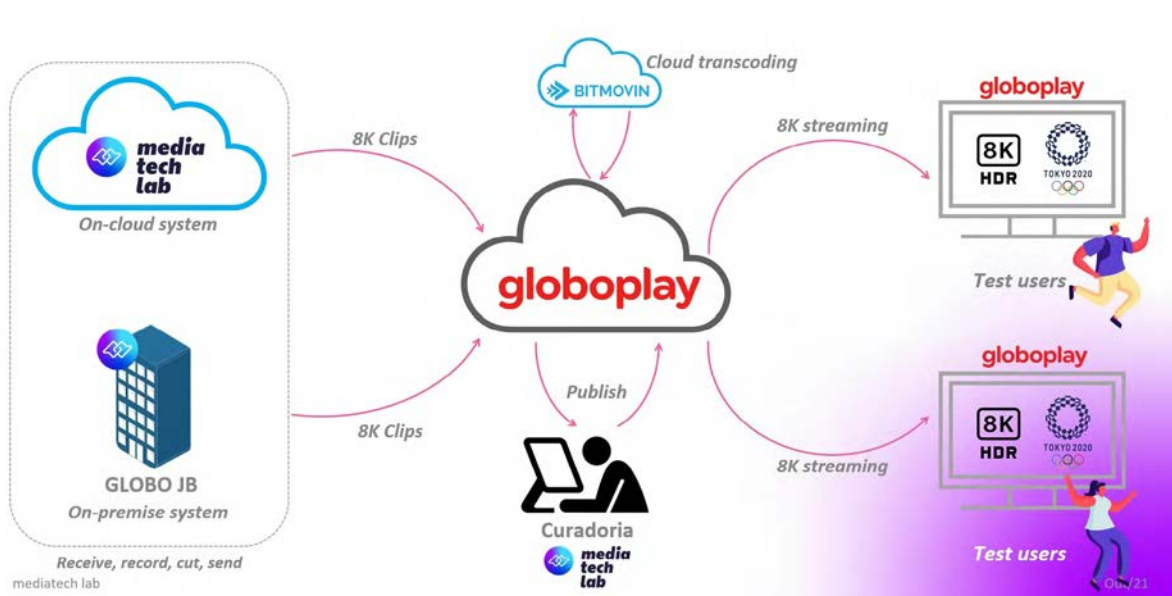 media
tech
lab
On-cloud system
GLOBO JB
On-premise system
Receive, record, cut, send
mediatech lab
8K Clips
8K Clips
BITMOVIN
Cloud transcoding
globoplay
Publish
Curadoria
media
tech
lab
8K streaming
8K streaming
globoplay
8K
HDR
TOKYO 2020
Test users
globoplay
8K
HDR
TOKYO 2020
Test users